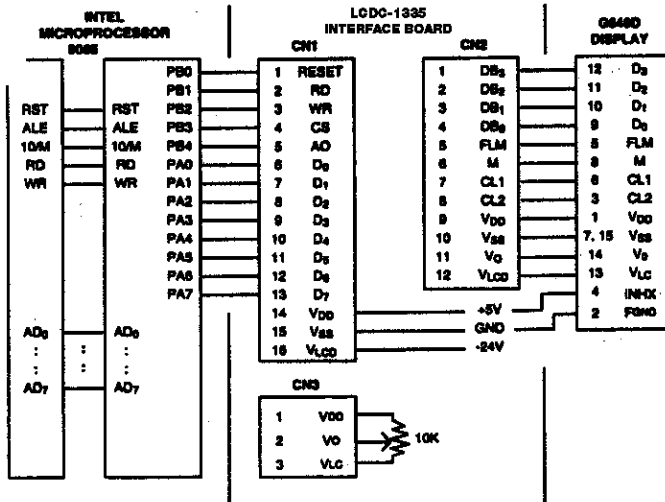 INTEL
MICROPROCESSOR
8085
LCDC-1335
INTERFACE BOARD
G648D
DISPLAY
CN1
CN2
RST
ALE
10/M
RD
WR
AD0
AD7
RST
ALE
10/M
RD
WR
AD0
AD7
PB0
PB1
PB2
PB3
PB4
PA0
PA1
PA2
PA3
PA4
PA5
PA6
PA7
1 RESET
2 RD
3 WR
4 CS
5 AO
6 D0
7 D1
8 D2
9 D3
10 D4
11 D5
12 D6
13 D7
14 VDD
15 VSS
16 VLCD
1 DB3
2 DB2
3 DB1
4 DB0
5 FLM
6 M
7 CL1
8 CL2
9 VDD
10 VSS
11 VO
12 VLCD
+5V
GND
-24V
12 D3
11 D2
10 D1
9 D0
5 FLM
8 M
6 CL1
3 CL2
1 VDD
7, 15 VSS
14 V0
13 VLC
4 INHX
2 FGND
CN3
1 VDD
2 VO
3 VLC
10K